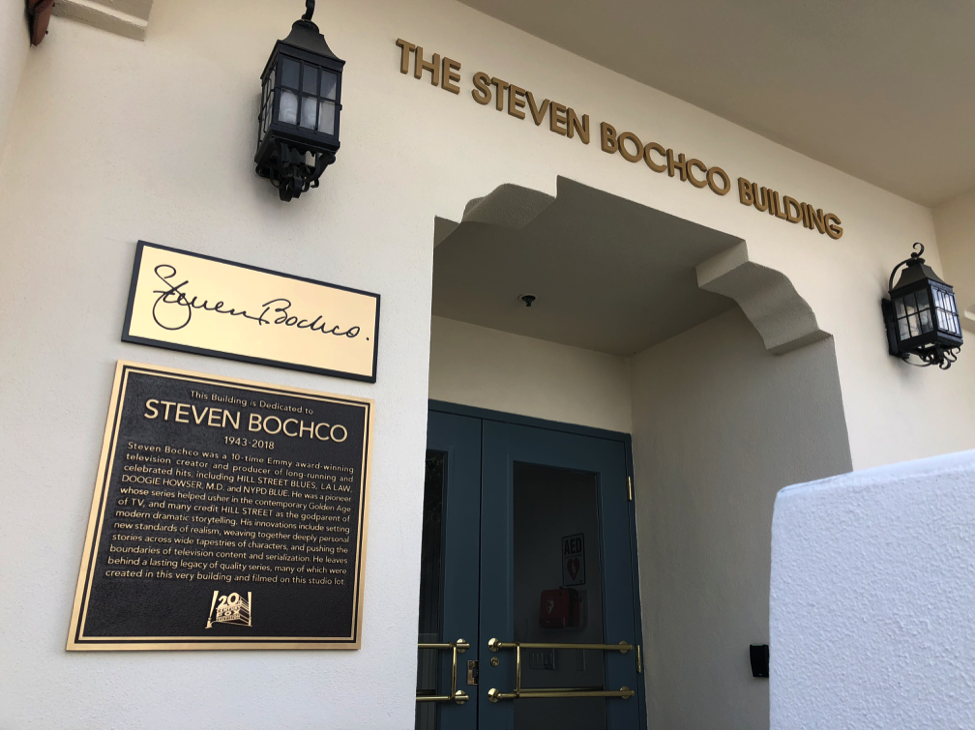 THE STEVEN BOCHCO BUILDING
Steven Bochco.
This Building is Dedicated to
STEVEN BOCHCO
1943-2018
Steven Bochco was a 10-time Emmy award-winning
television creator and producer of long-running and
celebrated hits, including HILL STREET BLUES, LA LAW,
DOOGIE HOWSER, M.D. and NYPD BLUE. He was a pioneer
whose series helped usher in the contemporary Golden Age
of TV, and many credit HILL STREET as the godparent of
modern dramatic storytelling. His innovations include setting
new standards of realism, weaving together deeply personal
stories across wide tapestries of characters, and pushing the
boundaries of television content and serialization. He leaves
behind a lasting legacy of quality series, many of which were
created in this very building and filmed on this studio lot.
20
AED